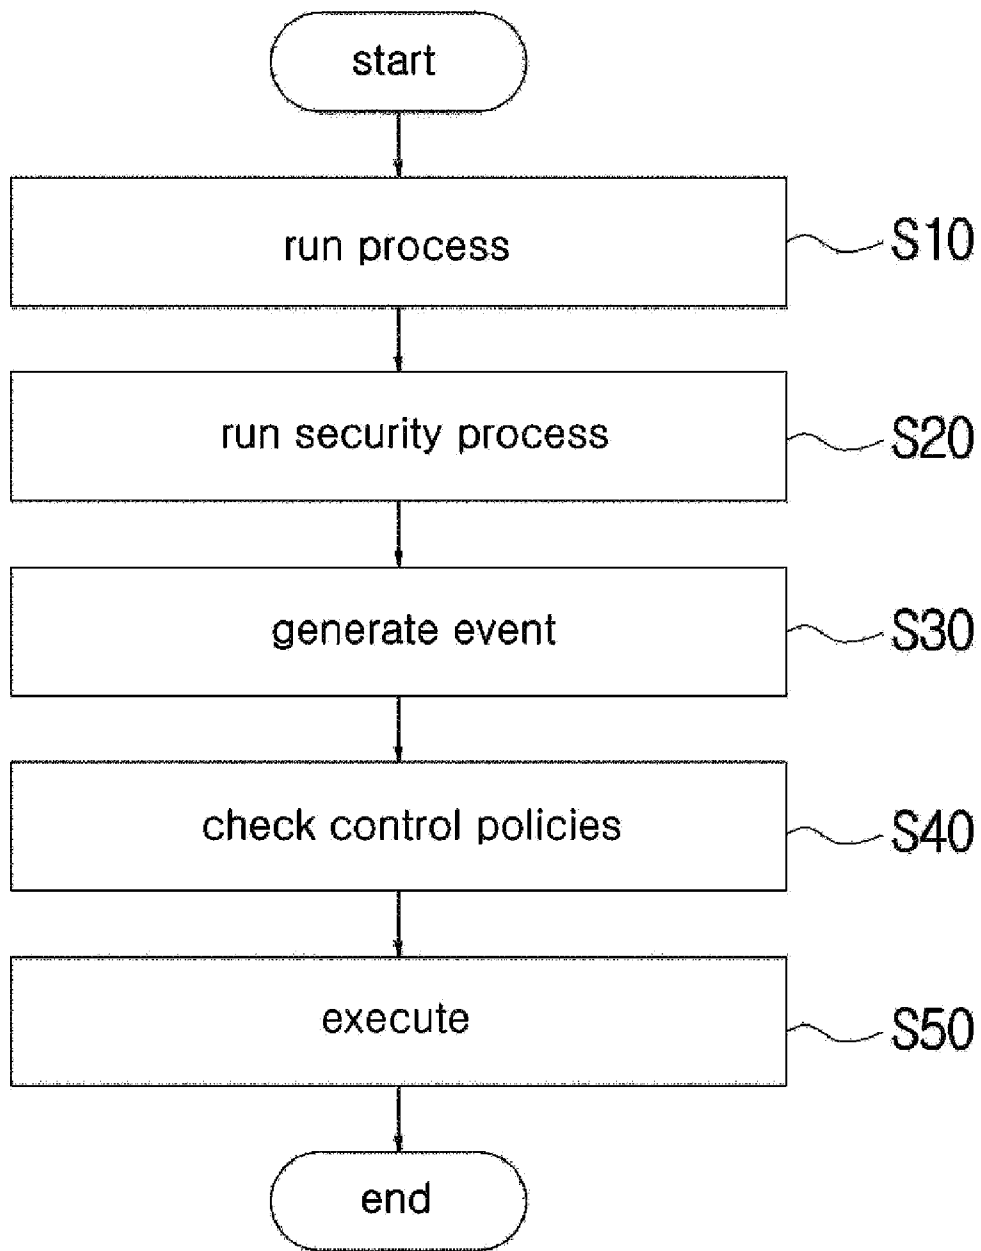 start
run process
S10
run security process
S20
generate event
S30
check control policies
S40
execute
S50
end